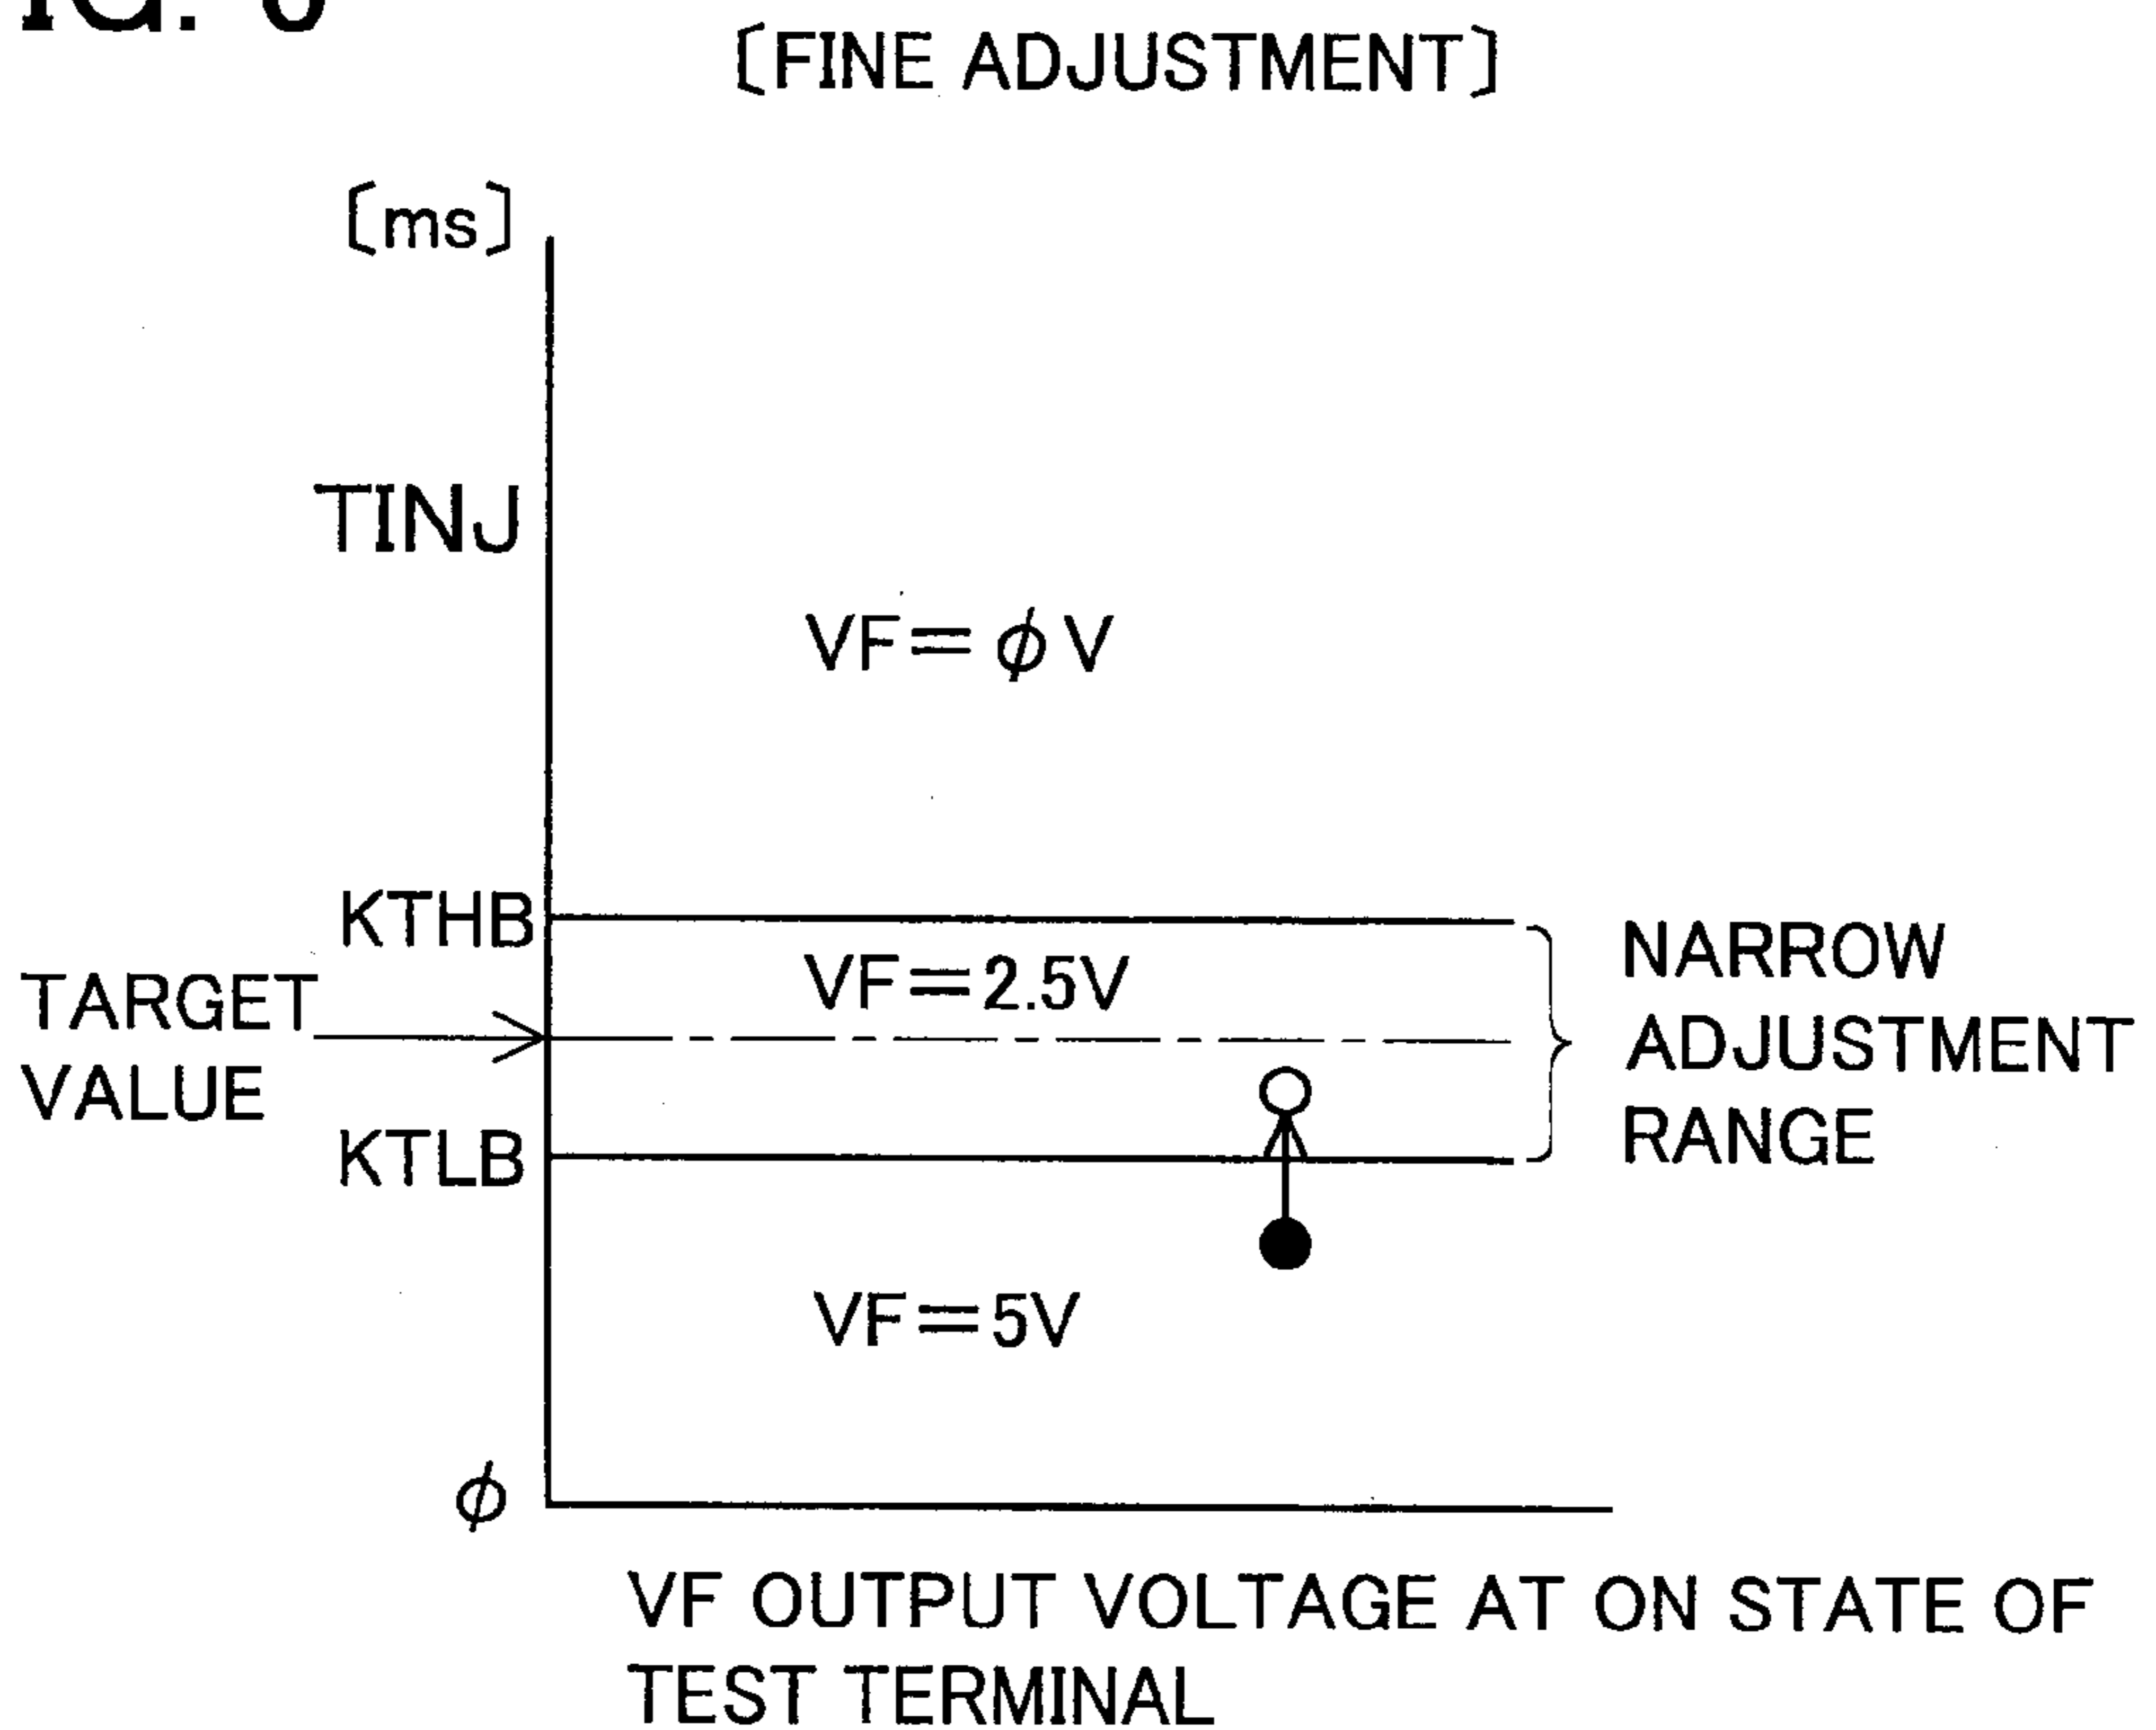 〔FINE ADJUSTMENT〕
〔ms〕
TINJ
VF=ϕV
KTHB
VF=2.5V
TARGET
VALUE
NARROW
ADJUSTMENT
RANGE
KTLB
VF=5V
ϕ
VF OUTPUT VOLTAGE AT ON STATE OF
TEST TERMINAL